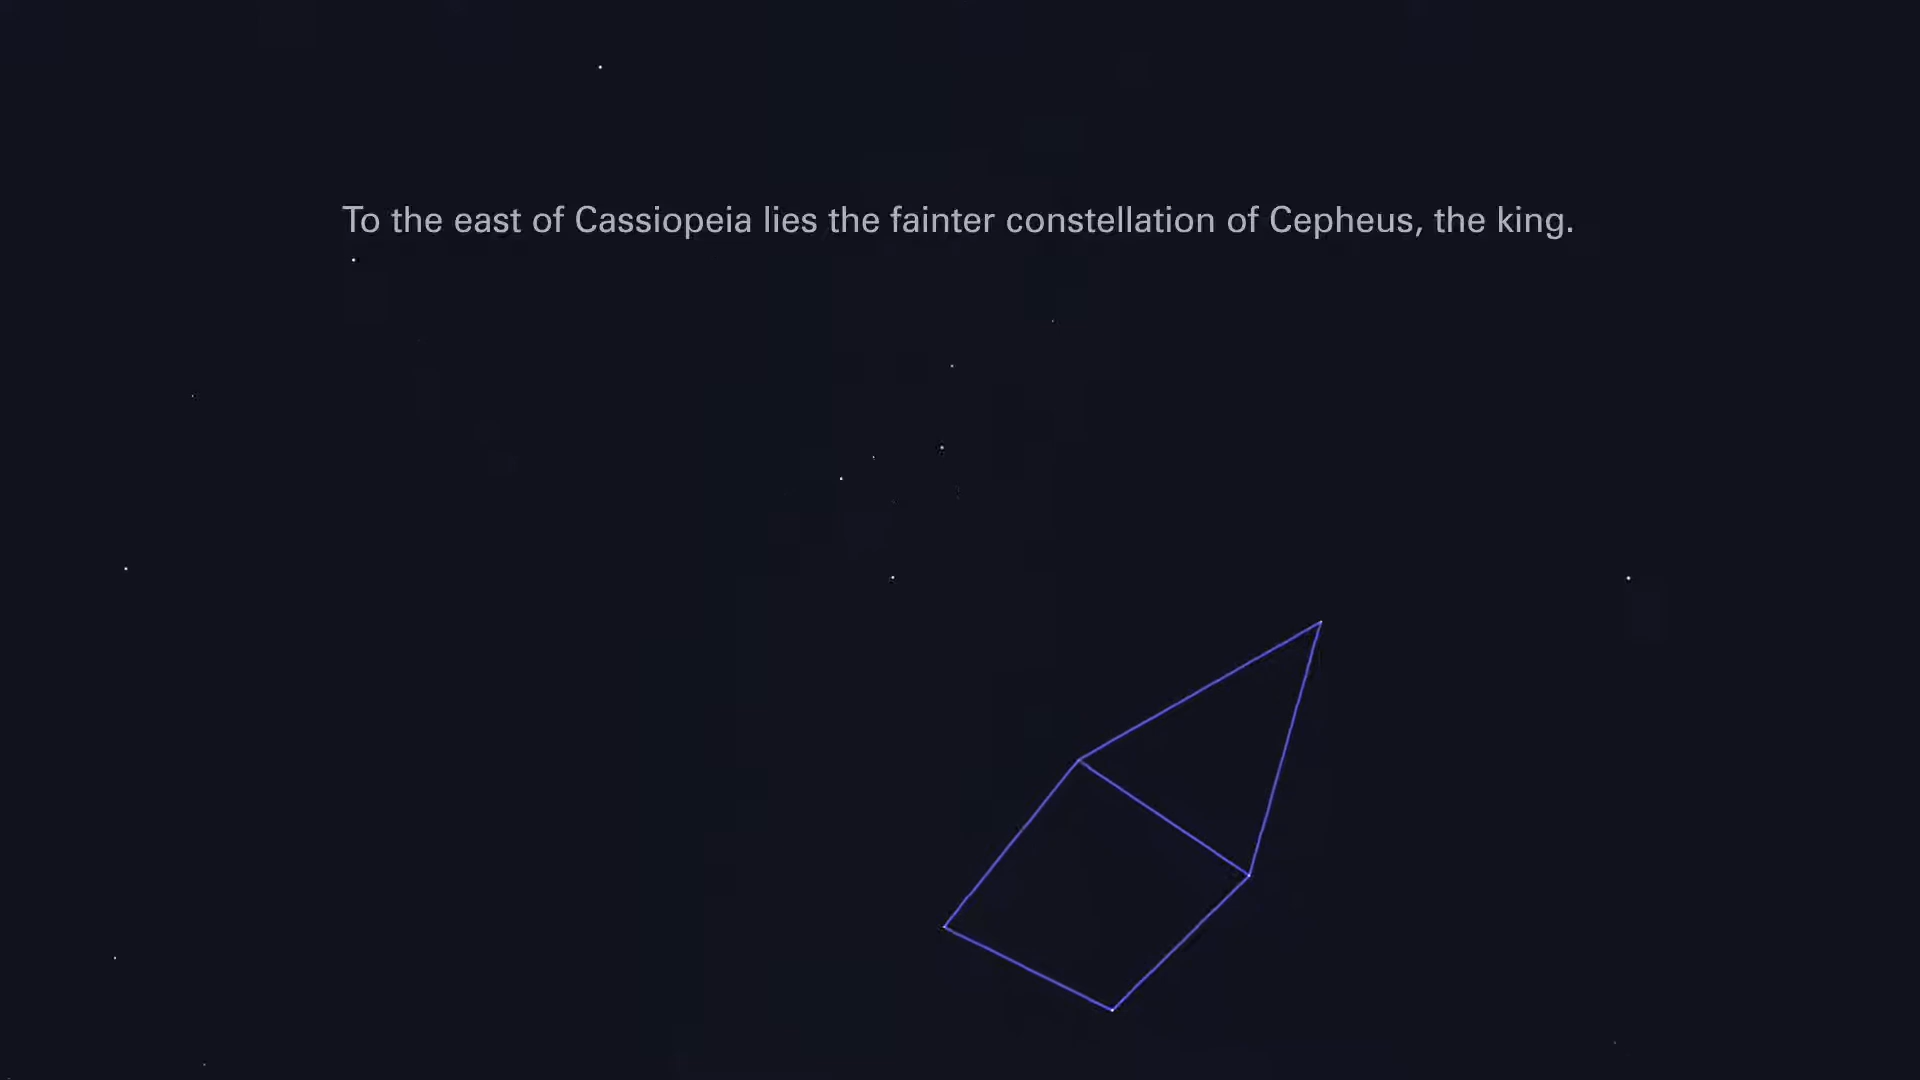 To the east of Cassiopeia lies the fainter constellation of Cepheus, the king.